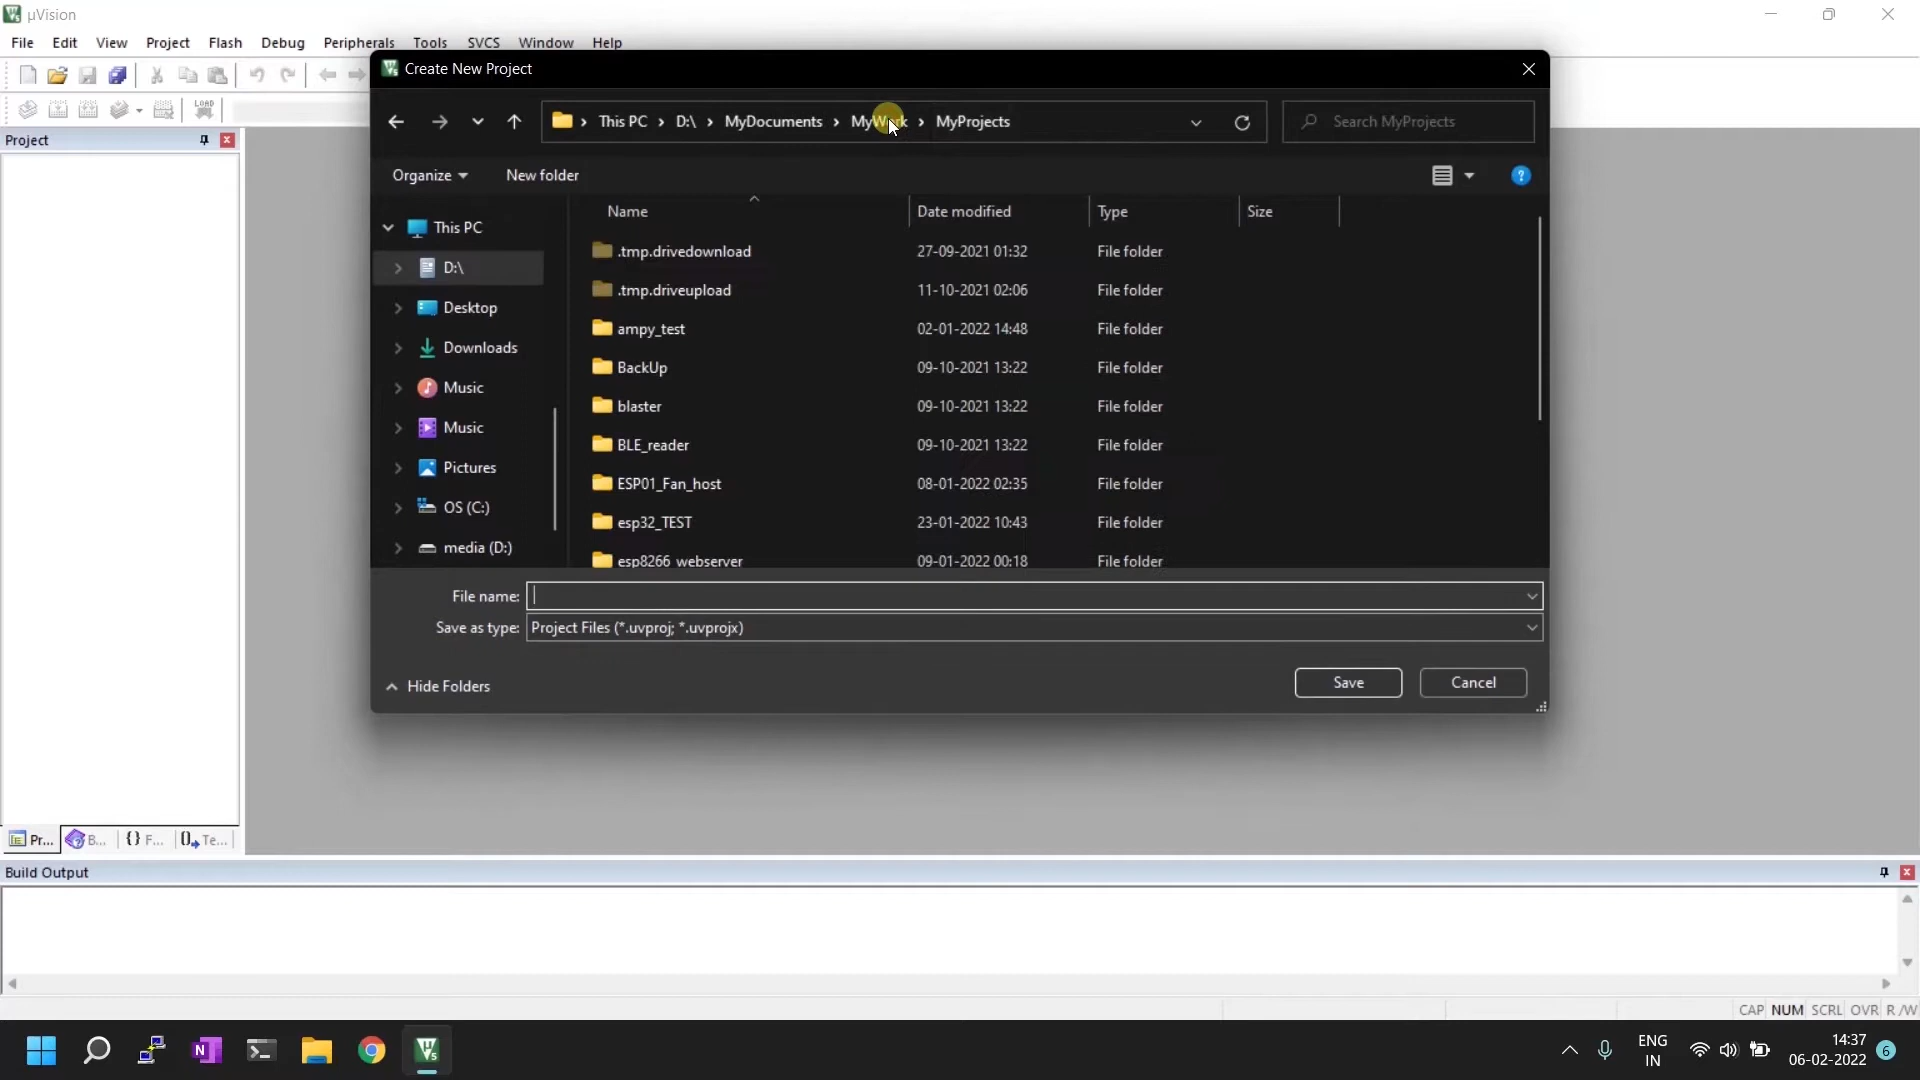 µVision
File Edit View Project Flash Debug Peripherals Tools SVCS Window Help
Create New Project
This PC › D:\ › MyDocuments › MyWork › MyProjects
Search MyProjects
LOAD
Project
Organize New folder
Name Date modified Type Size
This PC
D:\
Desktop
Downloads
Music
Music
Pictures
OS (C:)
media (D:)
.tmp.drivedownload 27-09-2021 01:32 File folder
.tmp.driveupload 11-10-2021 02:06 File folder
ampy_test 02-01-2022 14:48 File folder
BackUp 09-10-2021 13:22 File folder
blaster 09-10-2021 13:22 File folder
BLE_reader 09-10-2021 13:22 File folder
ESP01_Fan_host 08-01-2022 02:35 File folder
esp32_TEST 23-01-2022 10:43 File folder
esp8266_webserver 09-01-2022 00:18 File folder
File name:
Save as type: Project Files (*.uvproj; *.uvprojx)
Hide Folders
Save Cancel
Pr... B... {} F... Te...
Build Output
CAP NUM SCRL OVR R/W
ENG
IN
14:37
06-02-2022
6